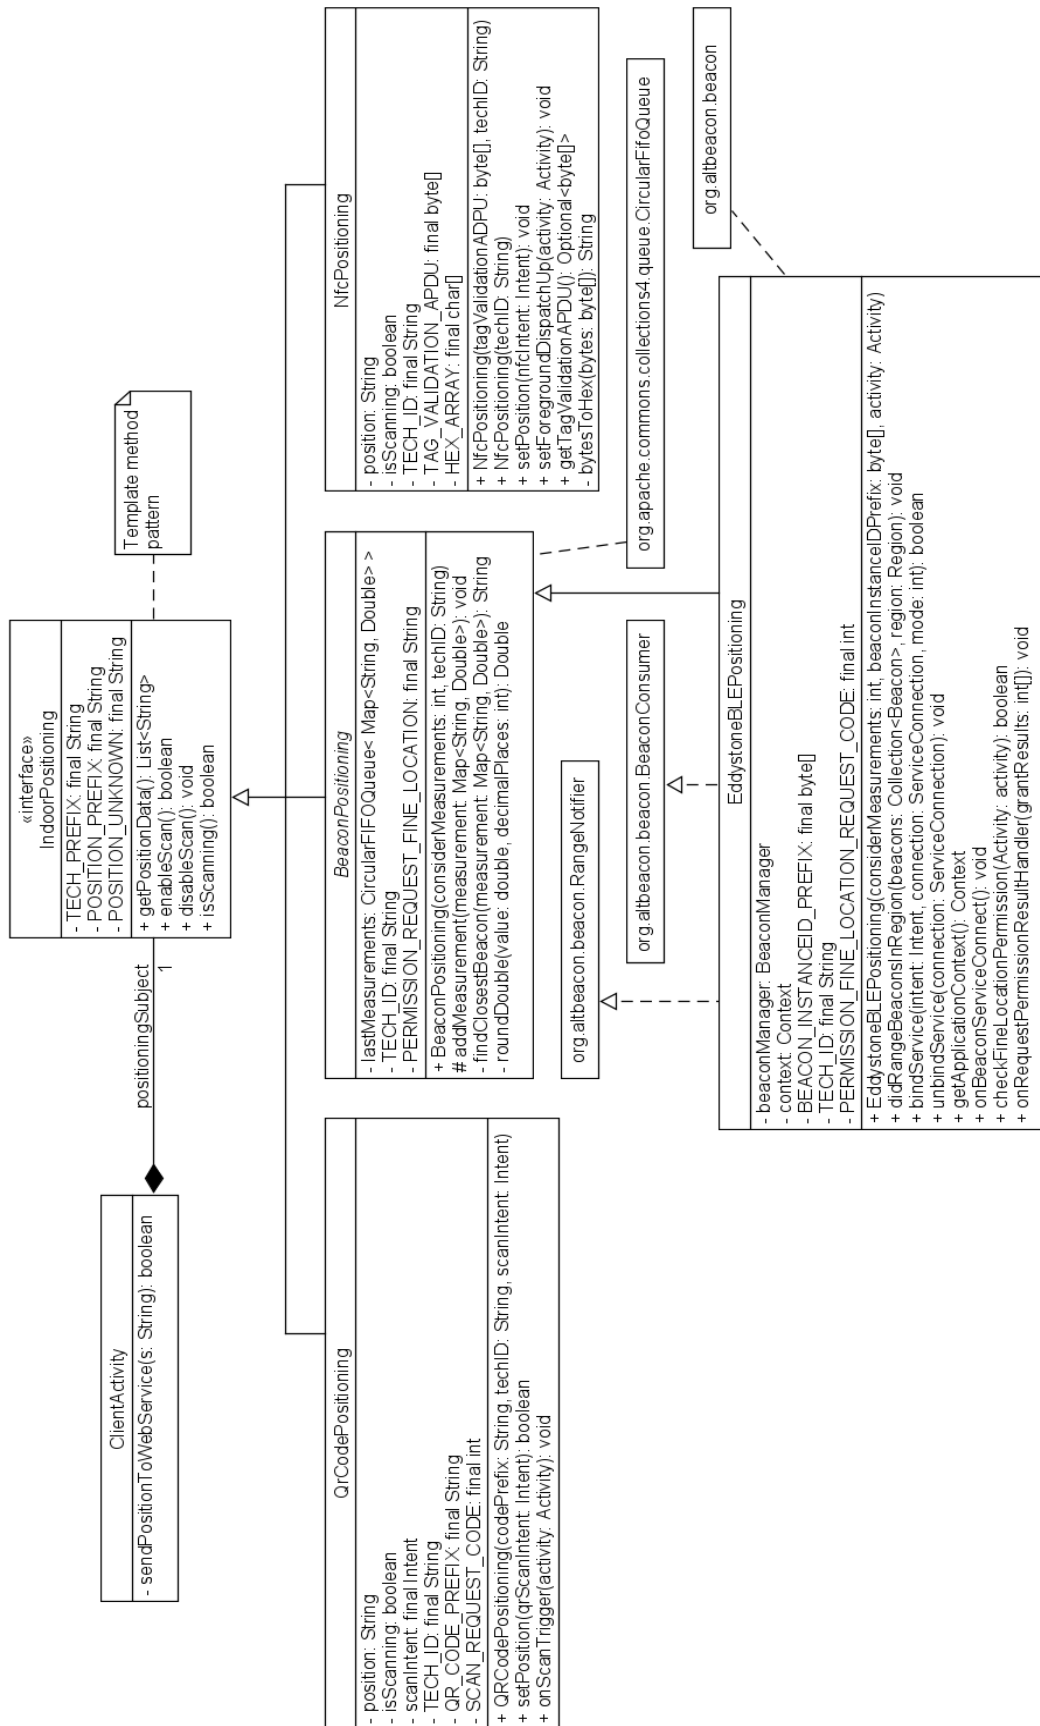 ClientActivity
- sendPositionToWebService(s: String): boolean
positioningSubject
1
«interface»
IndoorPositioning
- TECH_PREFIX: final String
- POSITION_PREFIX: final String
- POSITION_UNKNOWN: final String
+ getPositionData(): List<String>
+ enableScan(): boolean
+ disableScan(): void
+ isScanning(): boolean
Template method
pattern
QrCodePositioning
- position: String
- isScanning: boolean
- scanIntent: final Intent
- TECH_ID: final String
- QR_CODE_PREFIX: final String
- SCAN_REQUEST_CODE: final int
+ QRCodePositioning(codePrefix: String, techID: String, scanIntent: Intent)
+ setPosition(qrScanIntent: Intent): boolean
+ onScanTrigger(activity: Activity): void
BeaconPositioning
- lastMeasurements: CircularFIFOQueue< Map<String, Double> >
- TECH_ID: final String
- PERMISSION_REQUEST_FINE_LOCATION: final String
+ BeaconPositioning(considerMeasurements: int, techID: String)
# addMeasurement(measurement: Map<String, Double>): void
- findClosestBeacon(measurement: Map<String, Double>): String
- roundDouble(value: double, decimalPlaces: int): Double
NfcPositioning
- position: String
- isScanning: boolean
- TECH_ID: final String
- TAG_VALIDATION_APDU: final byte[]
- HEX_ARRAY: final char[]
+ NfcPositioning(tagValidationADPU: byte[], techID: String)
+ NfcPositioning(techID: String)
+ setPosition(nfcIntent: Intent): void
+ setForegroundDispatchUp(activity: Activity): void
+ getTagValidationAPDU(): Optional<byte[]>
- bytesToHex(bytes: byte[]): String
org.altbeacon.beacon.RangeNotifier
org.altbeacon.beacon.BeaconConsumer
org.apache.commons.collections4.queue.CircularFifoQueue
org.altbeacon.beacon
EddystoneBLEPositioning
- beaconManager: BeaconManager
- context: Context
- BEACON_INSTANCEID_PREFIX: final byte[]
- TECH_ID: final String
- PERMISSION_FINE_LOCATION_REQUEST_CODE: final int
+ EddystoneBLEPositioning(considerMeasurements: int, beaconInstanceIDPrefix: byte[], activity: Activity)
+ didRangeBeaconsInRegion(beacons: Collection<Beacon>, region: Region): void
+ bindService(intent: Intent, connection: ServiceConnection, mode: int): boolean
+ unbindService(connection: ServiceConnection): void
+ getApplicationContext(): Context
+ onBeaconServiceConnect(): void
+ checkFineLocationPermission(Activity: activity): boolean
+ onRequestPermissionResultHandler(grantResults: int[]): void